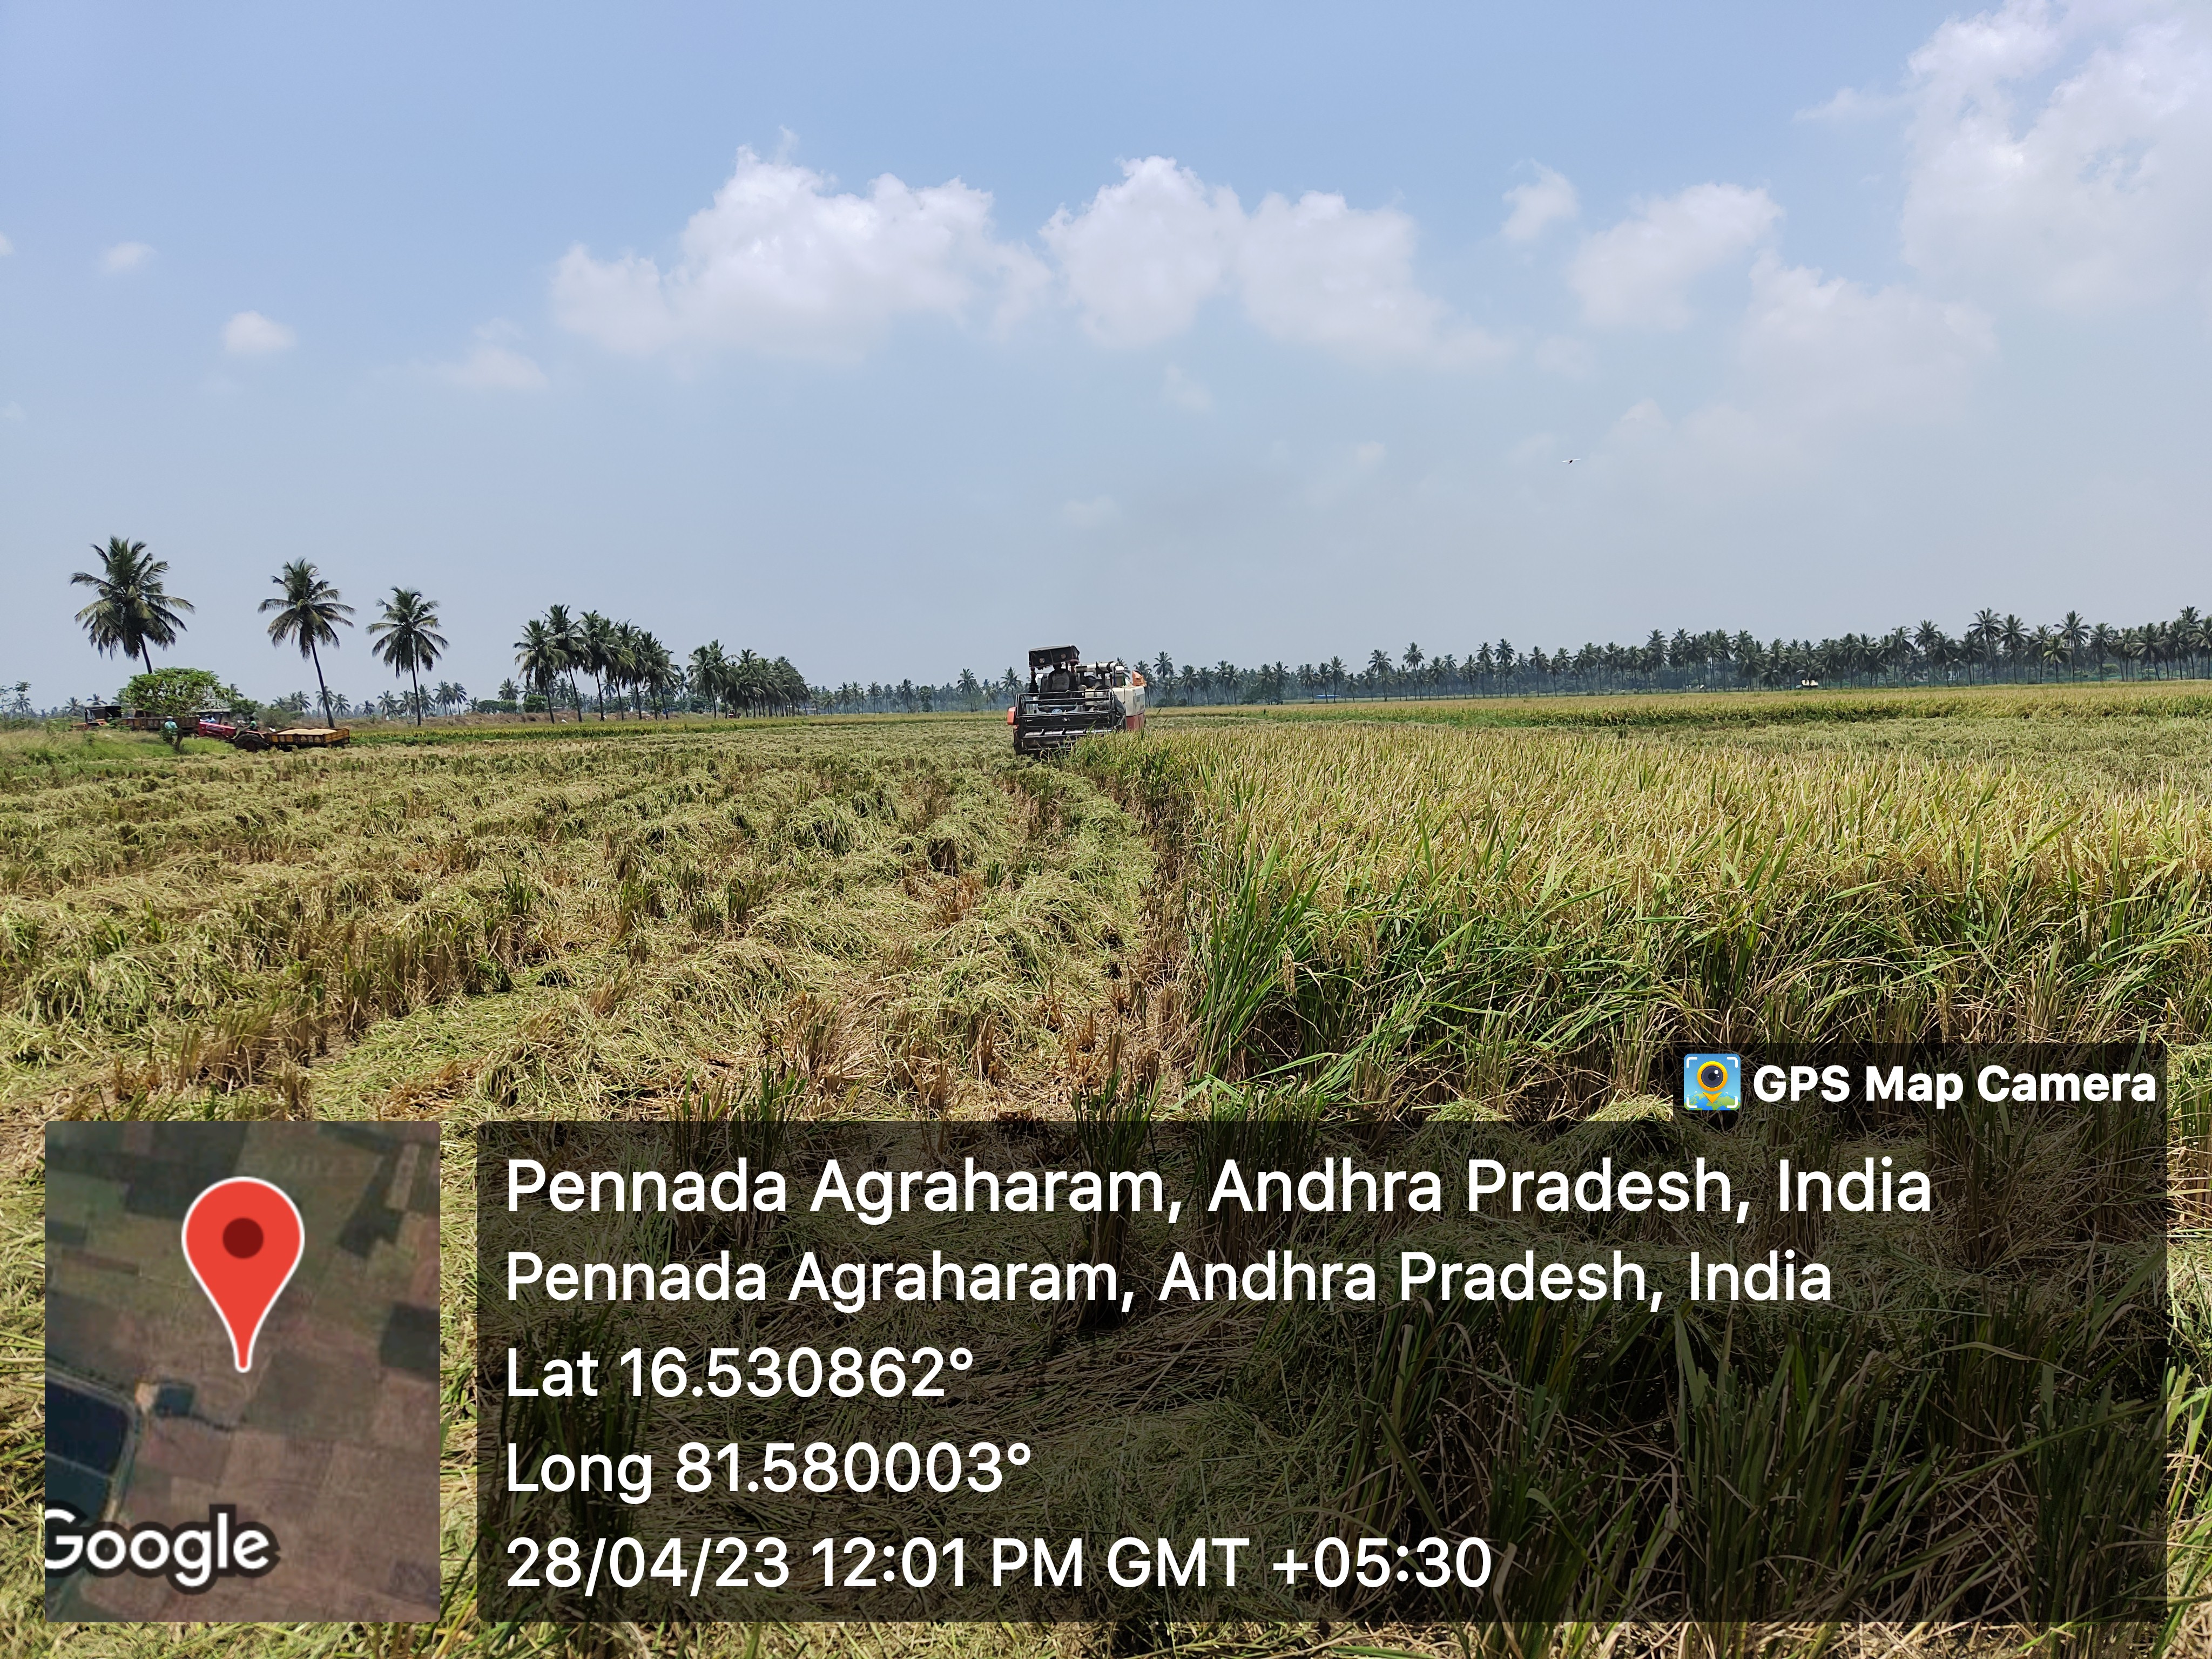 GPS Map Camera
Pennada Agraharam, Andhra Pradesh, India
Pennada Agraharam, Andhra Pradesh, India
Lat 16.530862°
Long 81.580003°
28/04/23 12:01 PM GMT +05:30
Google